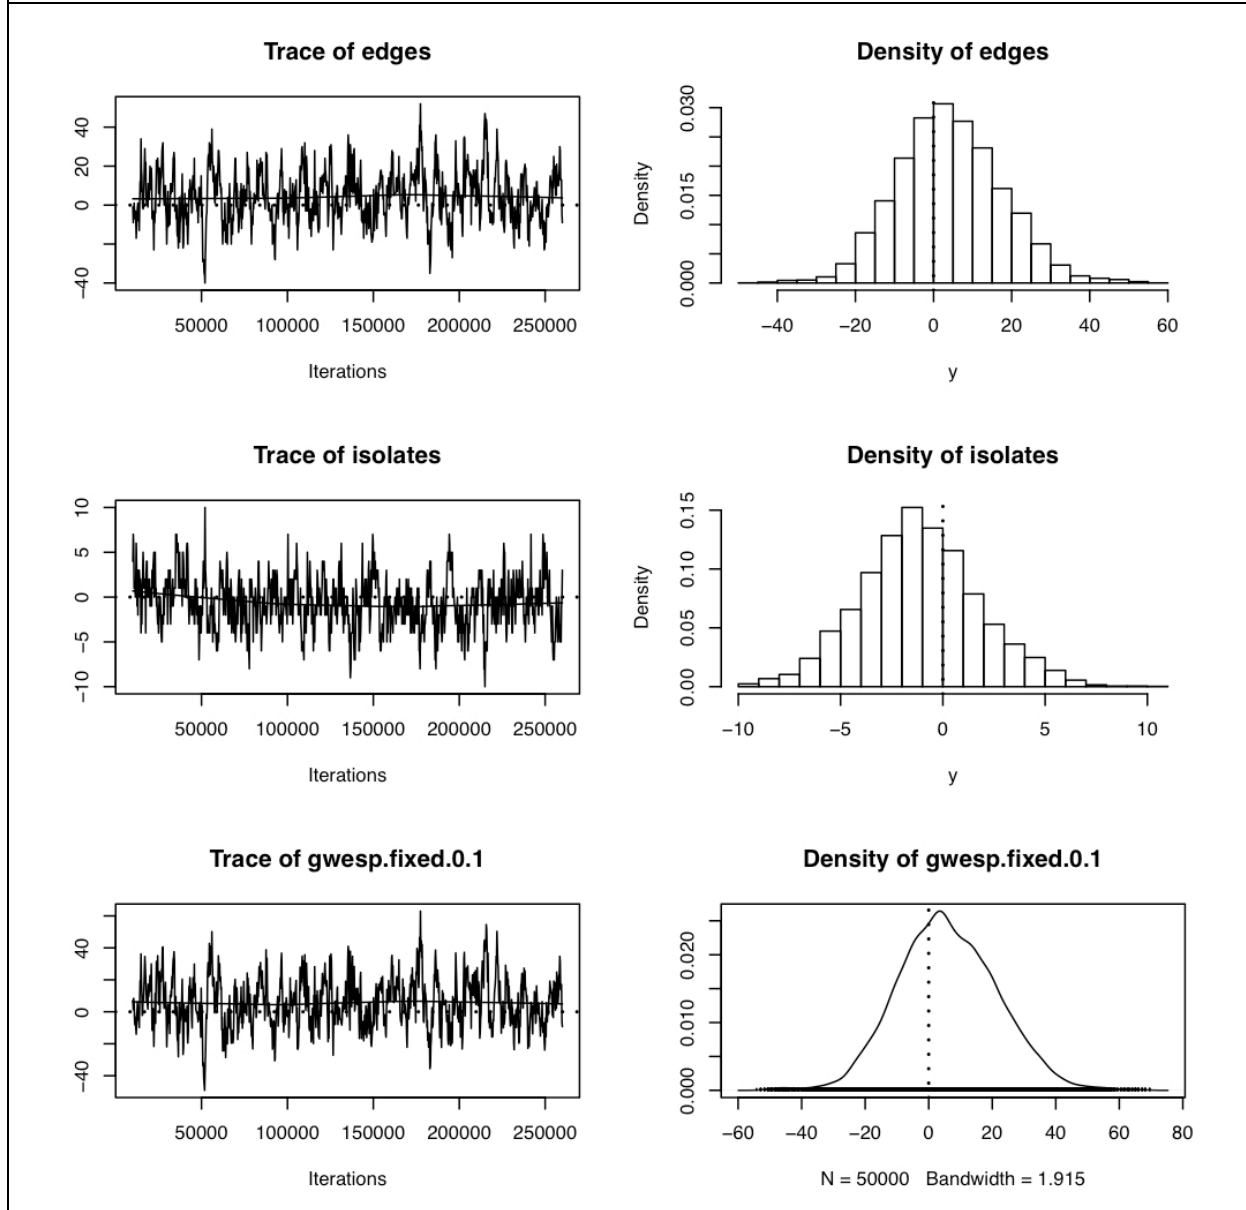 Trace of edges
Density of edges
40
20
0
−40
50000 100000 150000 200000 250000
Iterations
Density
0.030
0.015
0.000
−40 −20 0 20 40 60
y
Trace of isolates
Density of isolates
10
5
0
−5
−10
50000 100000 150000 200000 250000
Iterations
Density
0.15
0.10
0.05
0.00
−10 −5 0 5 10
y
Trace of gwesp.fixed.0.1
Density of gwesp.fixed.0.1
40
0
−40
50000 100000 150000 200000 250000
Iterations
0.020
0.010
0.000
−60 −40 −20 0 20 40 60 80
N = 50000 Bandwidth = 1.915